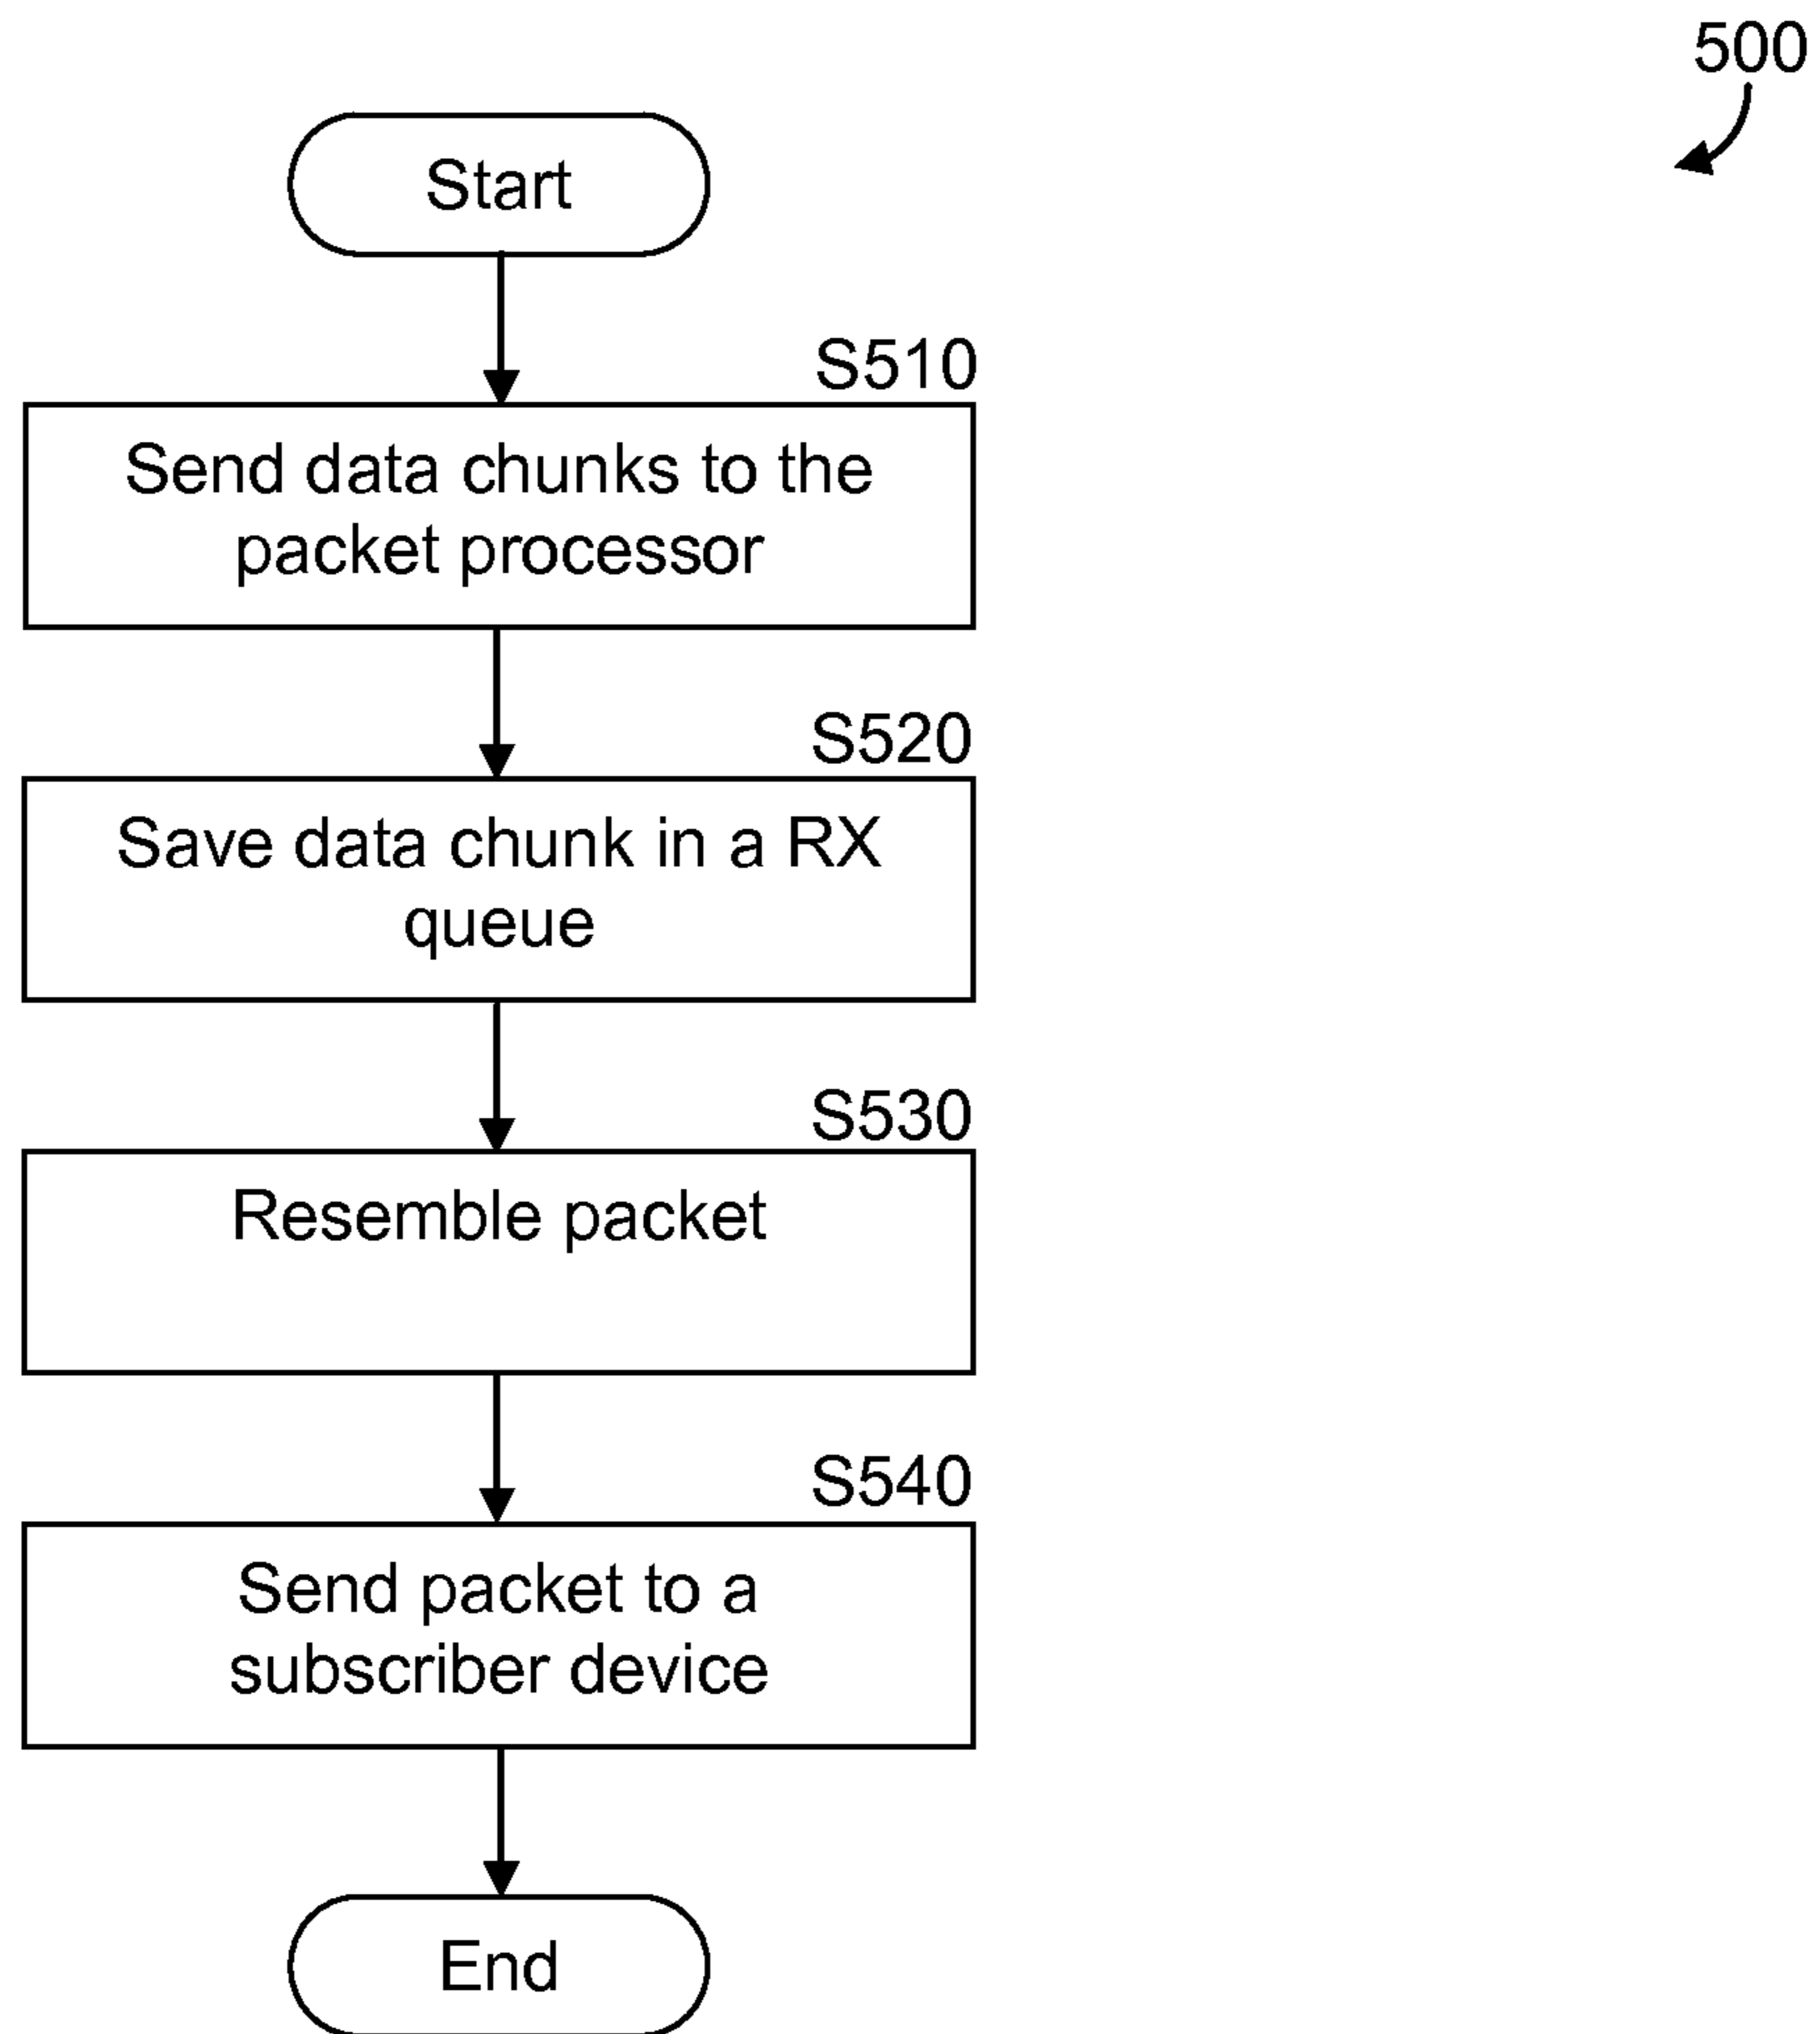 500
Start
S510
Send data chunks to the
packet processor
S520
Save data chunk in a RX
queue
S530
Resemble packet
S540
Send packet to a
subscriber device
End